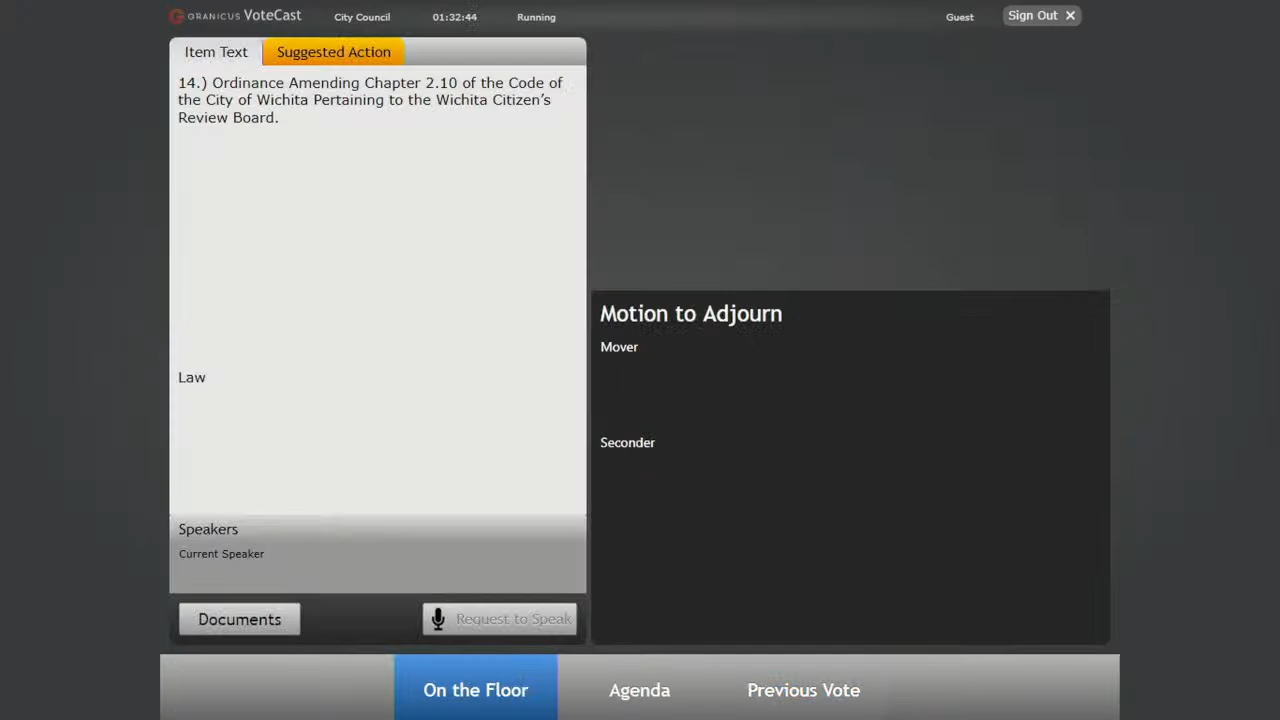 GRANICUS VoteCast City Council 01:32:44 Running Guest Sign Out X
Item Text Suggested Action
14.) Ordinance Amending Chapter 2.10 of the Code of
the City of Wichita Pertaining to the Wichita Citizen’s
Review Board.
Law
Speakers
Current Speaker
Documents Request to Speak
Motion to Adjourn
Mover
Seconder
On the Floor Agenda Previous Vote